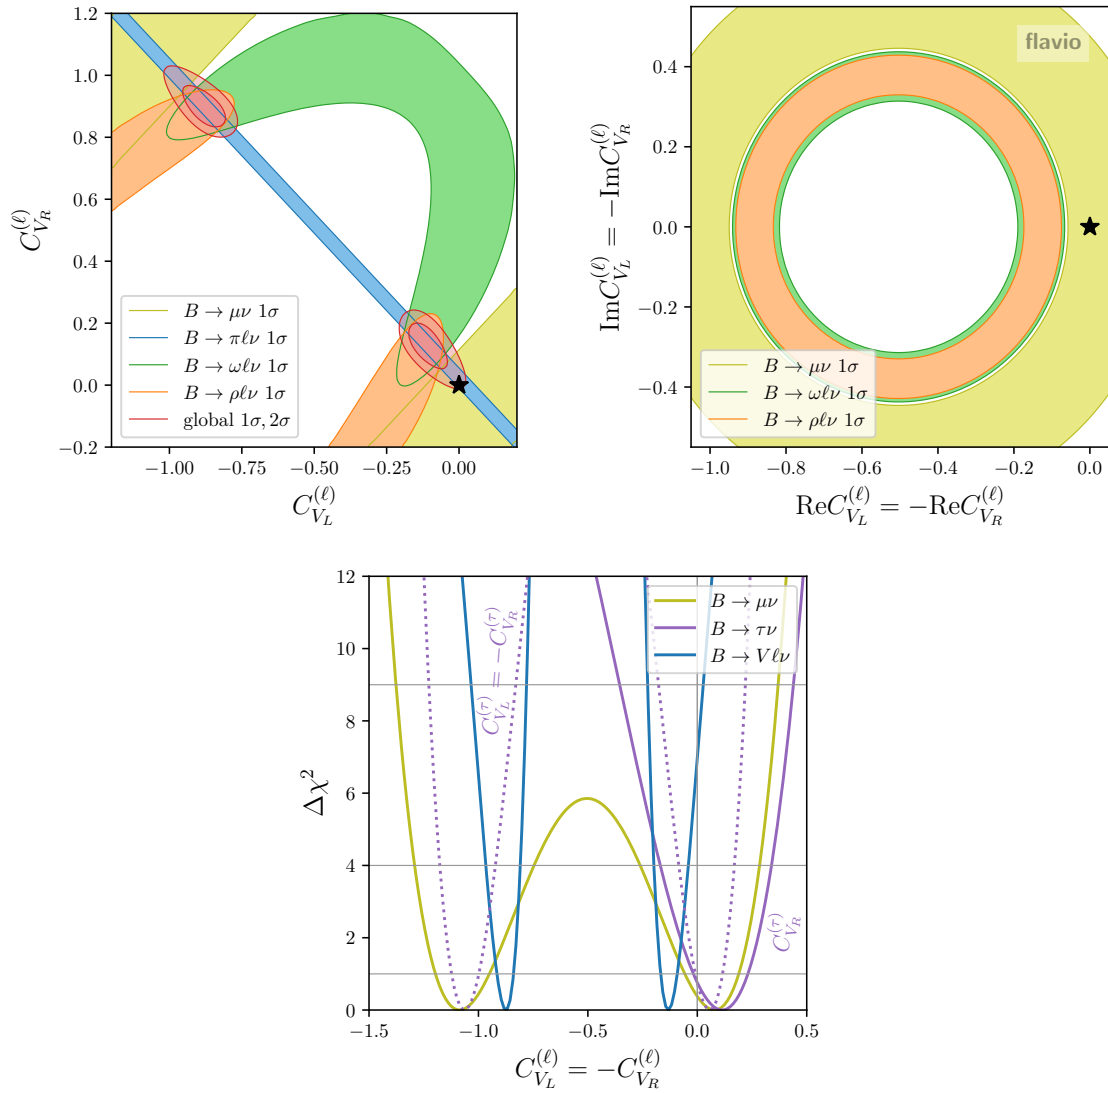 1.2
1.0
0.8
0.6
0.4
0.2
0.0
−0.2
C_{V_R}^{(ℓ)}
B → μν 1σ
B → πℓν 1σ
B → ωℓν 1σ
B → ρℓν 1σ
global 1σ, 2σ
−1.00 −0.75 −0.50 −0.25 0.00
C_{V_L}^{(ℓ)}
flavio
0.4
0.2
0.0
−0.2
−0.4
ImC_{V_L}^{(ℓ)} = −ImC_{V_R}^{(ℓ)}
B → μν 1σ
B → ωℓν 1σ
B → ρℓν 1σ
−1.0 −0.8 −0.6 −0.4 −0.2 0.0
ReC_{V_L}^{(ℓ)} = −ReC_{V_R}^{(ℓ)}
12
10
8
6
4
2
0
Δχ²
B → μν
B → τν
B → Vℓν
C_{V_L}^{(τ)} = −C_{V_R}^{(τ)}
C_{V_R}^{(τ)}
−1.5 −1.0 −0.5 0.0 0.5
C_{V_L}^{(ℓ)} = −C_{V_R}^{(ℓ)}